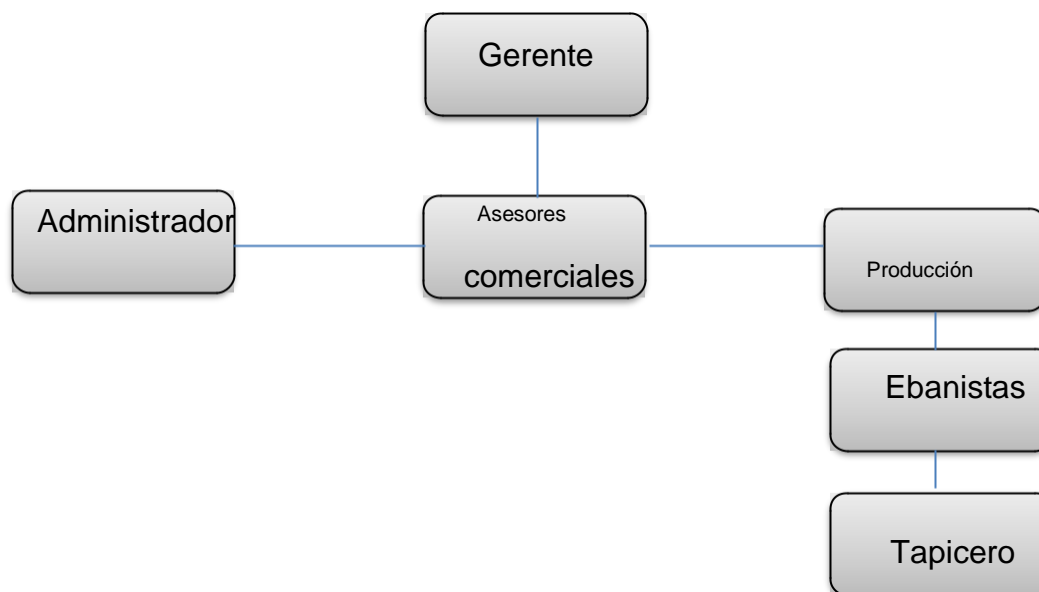 Gerente
Administrador
Asesores
comerciales
Producción
Ebanistas
Tapicero